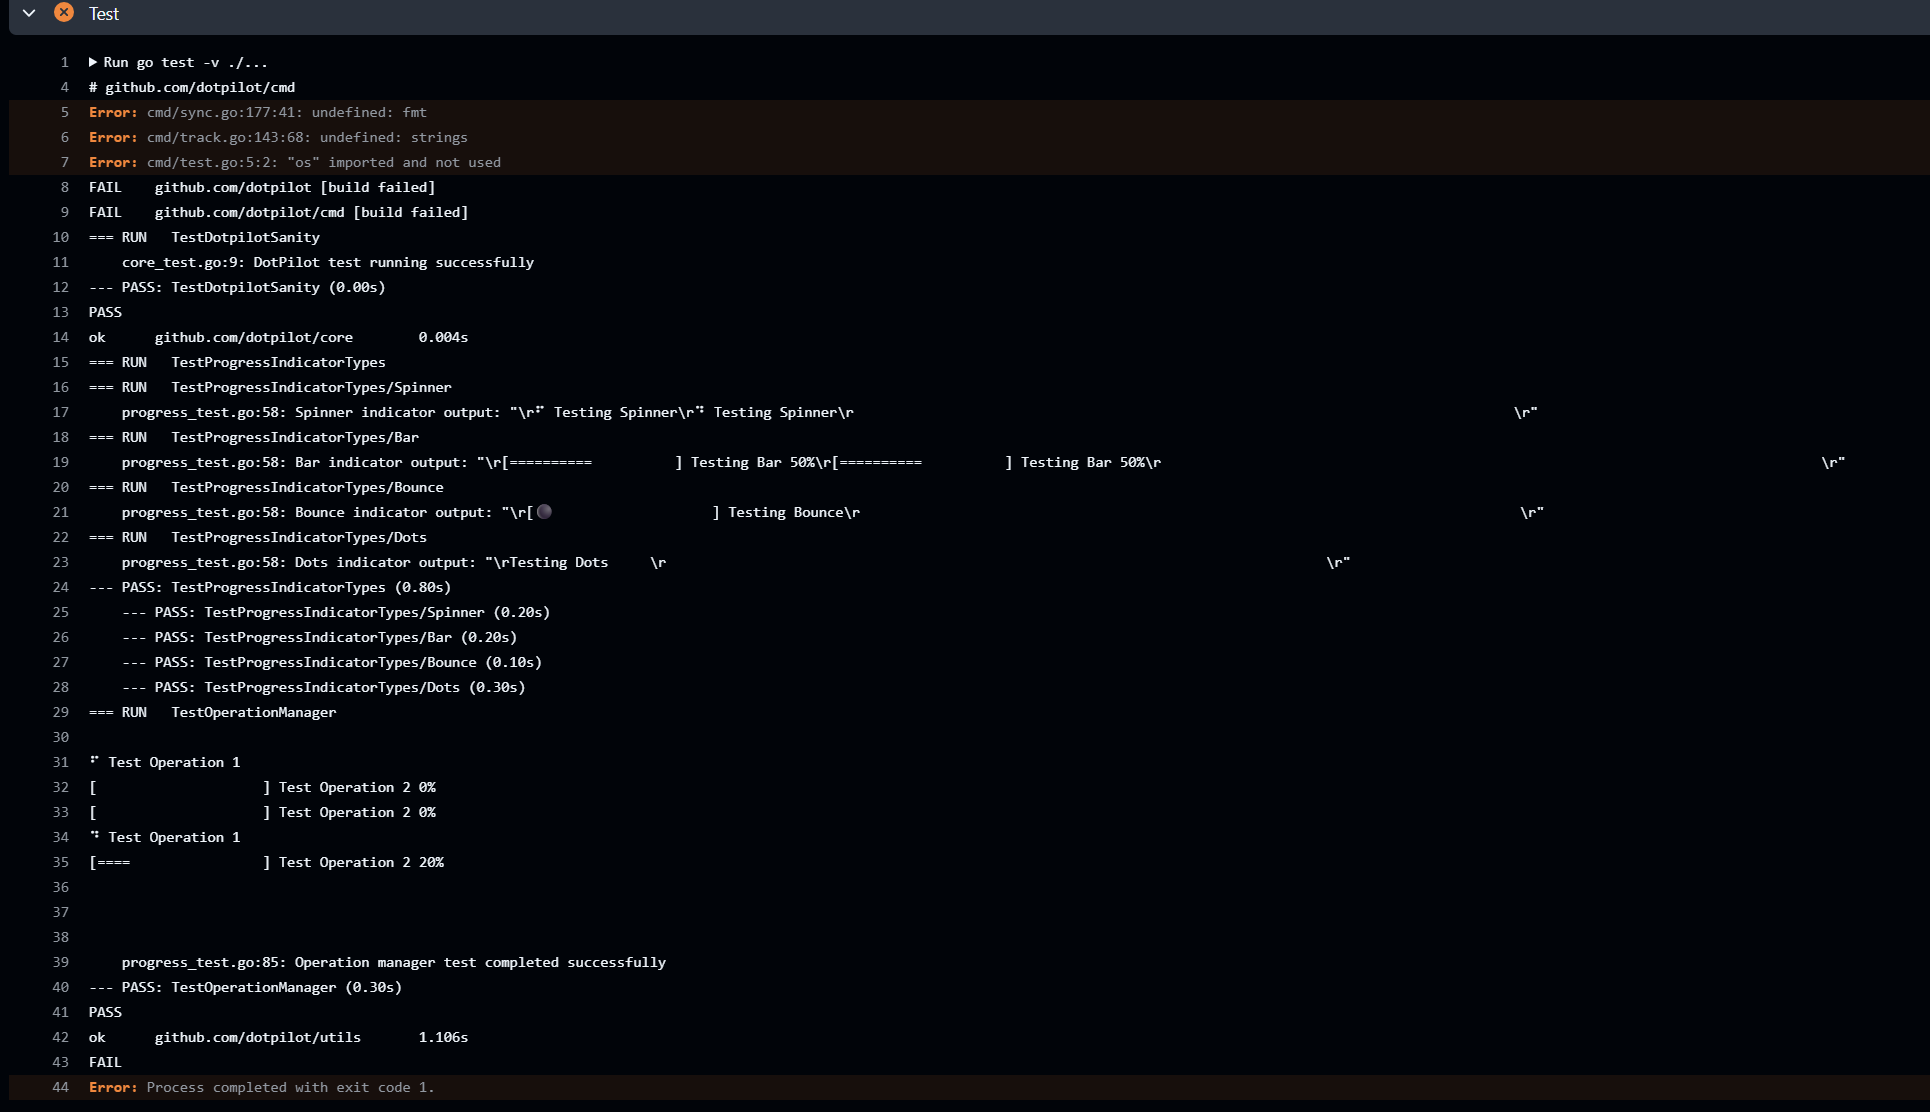 Test
1 ▶ Run go test -v ./...
4 # github.com/dotpilot/cmd
5 Error: cmd/sync.go:177:41: undefined: fmt
6 Error: cmd/track.go:143:68: undefined: strings
7 Error: cmd/test.go:5:2: "os" imported and not used
8 FAIL    github.com/dotpilot [build failed]
9 FAIL    github.com/dotpilot/cmd [build failed]
10 === RUN   TestDotpilotSanity
11     core_test.go:9: DotPilot test running successfully
12 --- PASS: TestDotpilotSanity (0.00s)
13 PASS
14 ok      github.com/dotpilot/core        0.004s
15 === RUN   TestProgressIndicatorTypes
16 === RUN   TestProgressIndicatorTypes/Spinner
17     progress_test.go:58: Spinner indicator output: "\r⠋ Testing Spinner\r⠙ Testing Spinner\r                                                                                \r"
18 === RUN   TestProgressIndicatorTypes/Bar
19     progress_test.go:58: Bar indicator output: "\r[==========          ] Testing Bar 50%\r[==========          ] Testing Bar 50%\r                                                                                \r"
20 === RUN   TestProgressIndicatorTypes/Bounce
21     progress_test.go:58: Bounce indicator output: "\r[🌑                   ] Testing Bounce\r                                                                                \r"
22 === RUN   TestProgressIndicatorTypes/Dots
23     progress_test.go:58: Dots indicator output: "\rTesting Dots     \r                                                                                \r"
24 --- PASS: TestProgressIndicatorTypes (0.80s)
25     --- PASS: TestProgressIndicatorTypes/Spinner (0.20s)
26     --- PASS: TestProgressIndicatorTypes/Bar (0.20s)
27     --- PASS: TestProgressIndicatorTypes/Bounce (0.10s)
28     --- PASS: TestProgressIndicatorTypes/Dots (0.30s)
29 === RUN   TestOperationManager
30
31 ⠋ Test Operation 1
32 [                    ] Test Operation 2 0%
33 [                    ] Test Operation 2 0%
34 ⠙ Test Operation 1
35 [====                ] Test Operation 2 20%
36
37
38
39     progress_test.go:85: Operation manager test completed successfully
40 --- PASS: TestOperationManager (0.30s)
41 PASS
42 ok      github.com/dotpilot/utils       1.106s
43 FAIL
44 Error: Process completed with exit code 1.